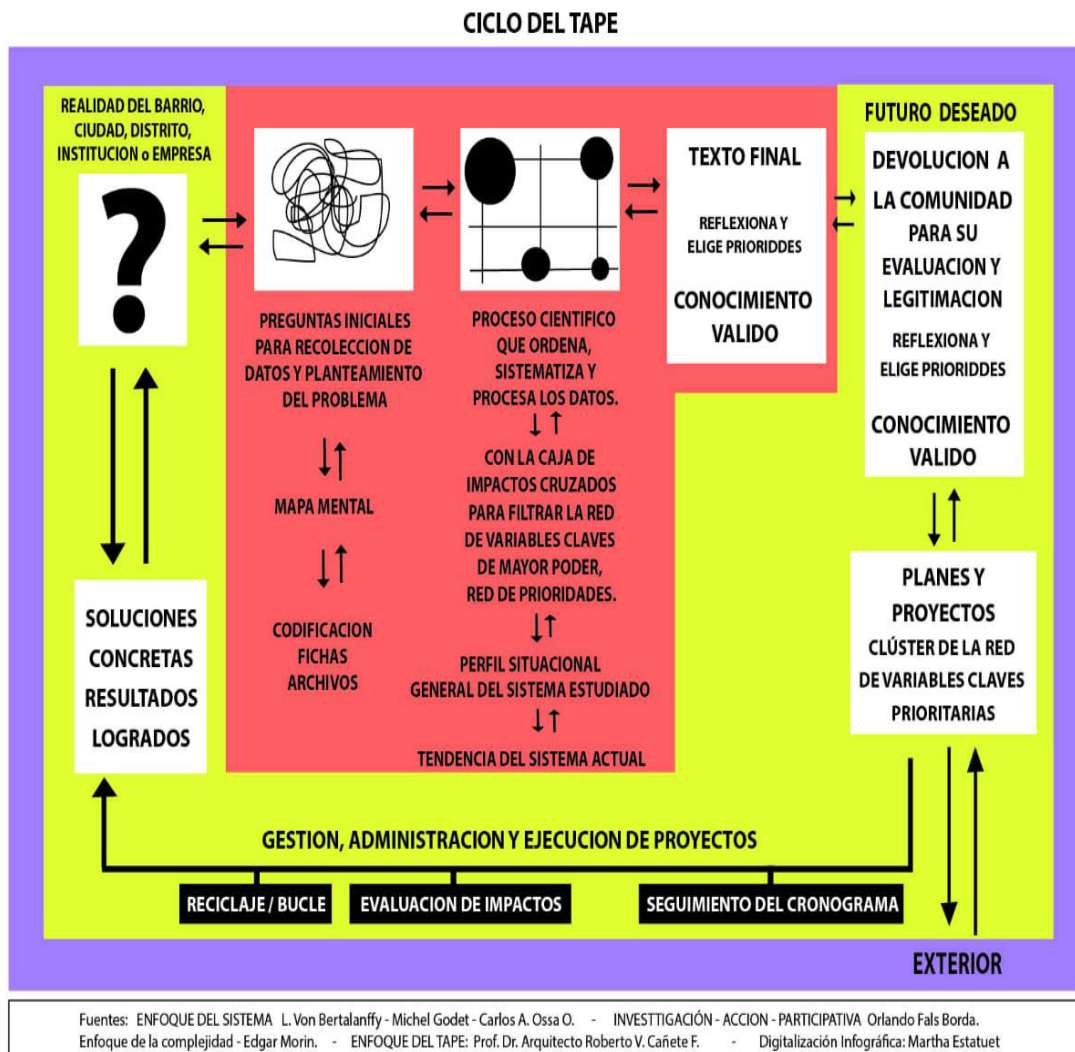 CICLO DEL TAPE
REALIDAD DEL BARRIO,
CIUDAD, DISTRITO,
INSTITUCION o EMPRESA
?
PREGUNTAS INICIALES
PARA RECOLECCION DE
DATOS Y PLANTEAMIENTO
DEL PROBLEMA
MAPA MENTAL
CODIFICACION
FICHAS
ARCHIVOS
PROCESO CIENTIFICO
QUE ORDENA,
SISTEMATIZA Y
PROCESA LOS DATOS.
CON LA CAJA DE
IMPACTOS CRUZADOS
PARA FILTRAR LA RED
DE VARIABLES CLAVES
DE MAYOR PODER,
RED DE PRIORIDADES.
PERFIL SITUACIONAL
GENERAL DEL SISTEMA ESTUDIADO
TENDENCIA DEL SISTEMA ACTUAL
TEXTO FINAL
REFLEXIONA Y
ELIGE PRIORIDDES
CONOCIMIENTO
VALIDO
FUTURO DESEADO
DEVOLUCION A
LA COMUNIDAD
PARA SU
EVALUACION Y
LEGITIMACION
REFLEXIONA Y
ELIGE PRIORIDDES
CONOCIMIENTO
VALIDO
PLANES Y
PROYECTOS
CLÚSTER DE LA RED
DE VARIABLES CLAVES
PRIORITARIAS
SOLUCIONES
CONCRETAS
RESULTADOS
LOGRADOS
GESTION, ADMINISTRACION Y EJECUCION DE PROYECTOS
RECICLAJE / BUCLE
EVALUACION DE IMPACTOS
SEGUIMIENTO DEL CRONOGRAMA
EXTERIOR
Fuentes: ENFOQUE DEL SISTEMA L. Von Bertalanffy - Michel Godet - Carlos A. Ossa O. - INVESTTIGACIÓN - ACCION - PARTICIPATIVA Orlando Fals Borda.
Enfoque de la complejidad - Edgar Morin. - ENFOQUE DEL TAPE: Prof. Dr. Arquitecto Roberto V. Cañete F. - Digitalización Infográfica: Martha Estatuet